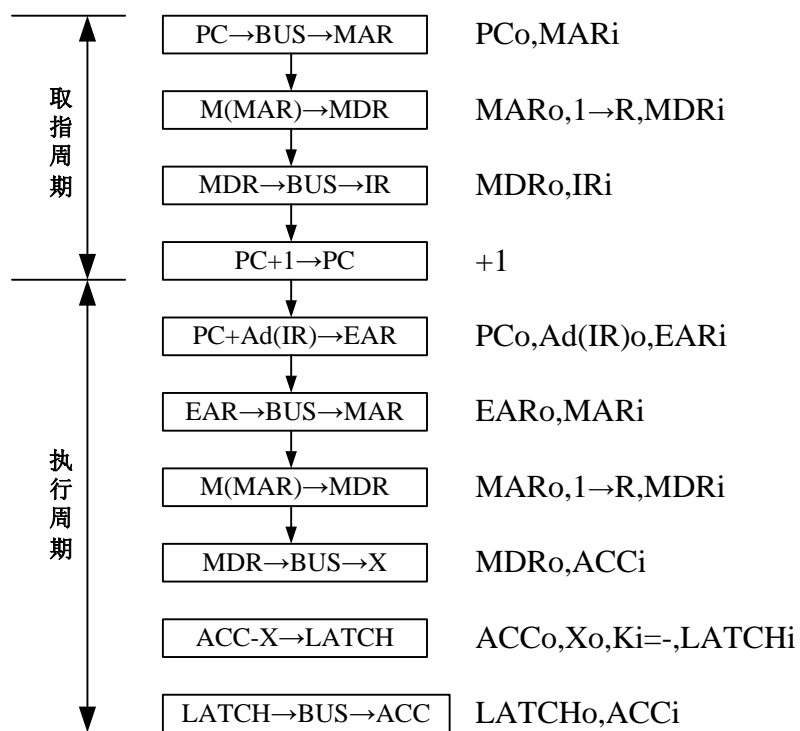 取指周期
PC→BUS→MAR PCo,MARi
M(MAR)→MDR MARo,1→R,MDRi
MDR→BUS→IR MDRo,IRi
PC+1→PC +1
执行周期
PC+Ad(IR)→EAR PCo,Ad(IR)o,EARi
EAR→BUS→MAR EARo,MARi
M(MAR)→MDR MARo,1→R,MDRi
MDR→BUS→X MDRo,ACCi
ACC-X→LATCH ACCo,Xo,Ki=-,LATCHi
LATCH→BUS→ACC LATCHo,ACCi